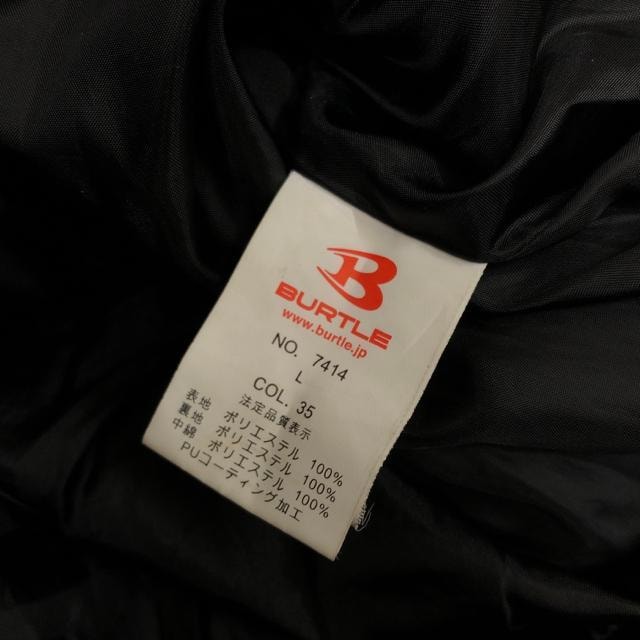 B
BURTLE
www.burtle.jp
NO. 7414
L
COL. 35
法定品質表示
表地 ポリエステル 100%
裏地 ポリエステル 100%
中綿 ポリエステル 100%
PUコーティング加工